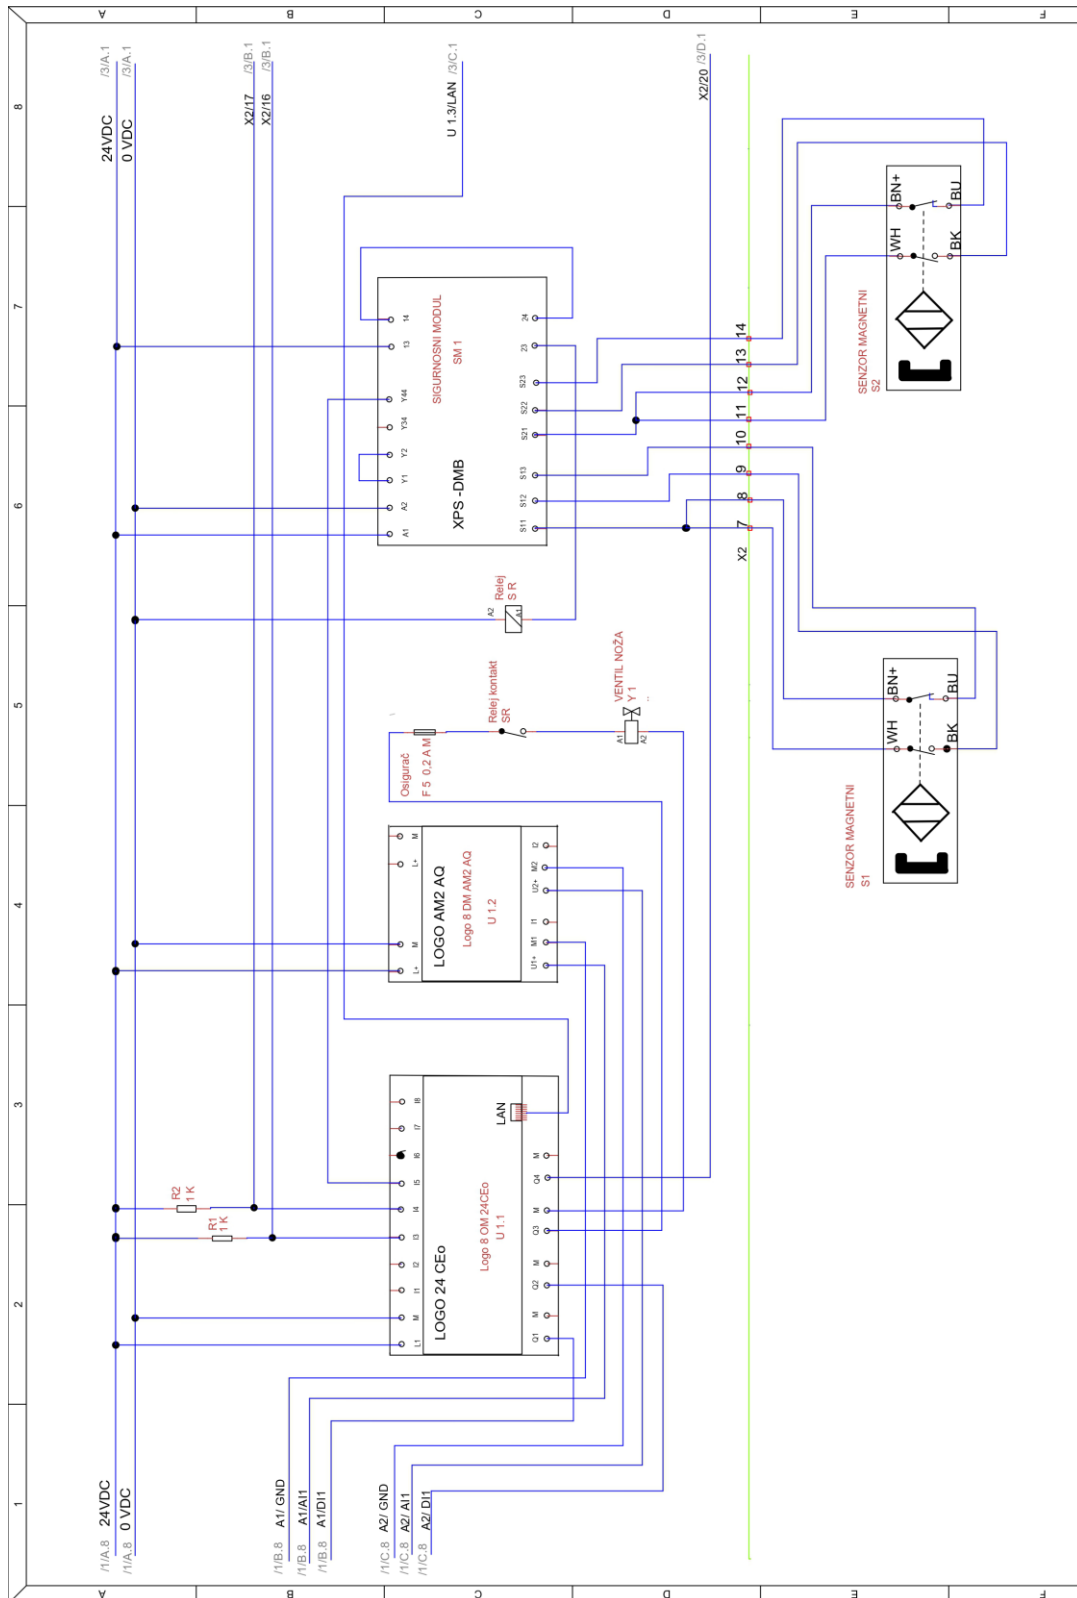 A
B
C
D
E
F
8
7
6
5
4
3
2
1
/3/A.1
/3/A.1
24VDC
0 VDC
/3/B.1
/3/B.1
X2/17
X2/16
U 1.3/LAN /3/C.1
X2/20 /3/D.1
BN+
WH
BU
BK
SENZOR MAGNETNI
S2
SIGURNOSNI MODUL
SM 1
XPS -DMB
14
13
Y44
Y34
Y2
Y1
A2
A1
24
23
S23
S22
S21
S13
S12
S11
14
13
12
11
10
9
8
7
X2
Relej
S R
A2
A1
Relej kontakt
SR
VENTIL NOŽA
Y 1
A1
A2
Osigurač
F 5 0,2 A M
BN+
WH
BU
BK
SENZOR MAGNETNI
S1
LOGO AM2 AQ
Logo 8 DM AM2 AQ
U 1.2
M
L+
M
L+
I2
M2
U2+
I1
M1
U1+
LOGO 24 CEo
Logo 8 OM 24CEo
U 1.1
LAN
I8
I7
I6
I5
I4
I3
I2
I1
M
L1
M
Q4
M
Q3
M
Q2
M
Q1
R2
1 K
R1
1 K
/1/A.8 24VDC
/1/A.8 0 VDC
/1/B.8 A1/ GND
/1/B.8 A1/AI1
/1/B.8 A1/DI1
/1/C.8 A2/ GND
/1/C.8 A2/ AI1
/1/C.8 A2/ DI1
A
B
C
D
E
F